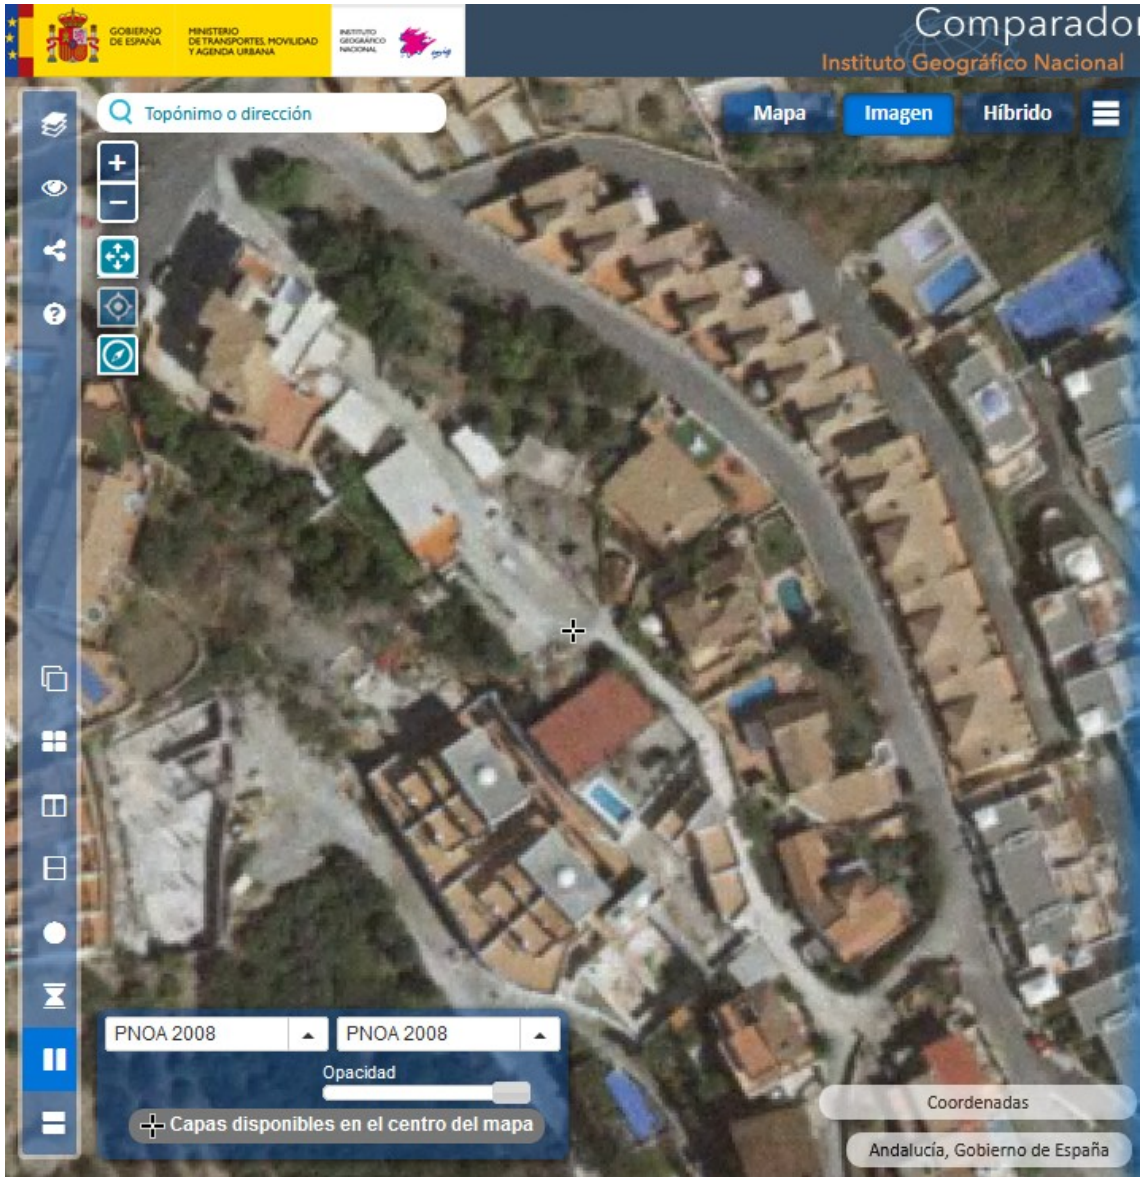 GOBIERNO
DE ESPAÑA
MINISTERIO
DE TRANSPORTES, MOVILIDAD
Y AGENDA URBANA
INSTITUTO
GEOGRÁFICO
NACIONAL
Comparador
Instituto Geográfico Nacional
Topónimo o dirección
Mapa
Imagen
Híbrido
+
−
?
PNOA 2008
PNOA 2008
Opacidad
Capas disponibles en el centro del mapa
Coordenadas
Andalucía, Gobierno de España